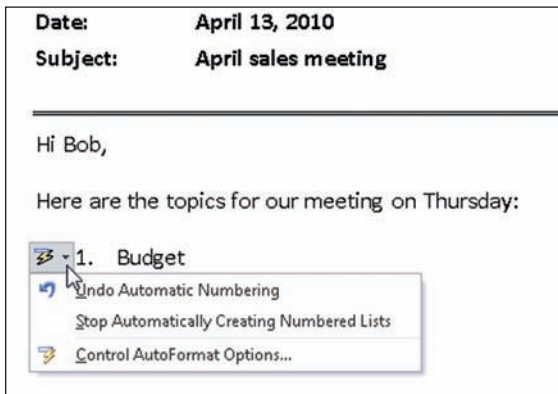 Date: April 13, 2010
Subject: April sales meeting
Hi Bob,
Here are the topics for our meeting on Thursday:
1. Budget
Undo Automatic Numbering
Stop Automatically Creating Numbered Lists
Control AutoFormat Options...